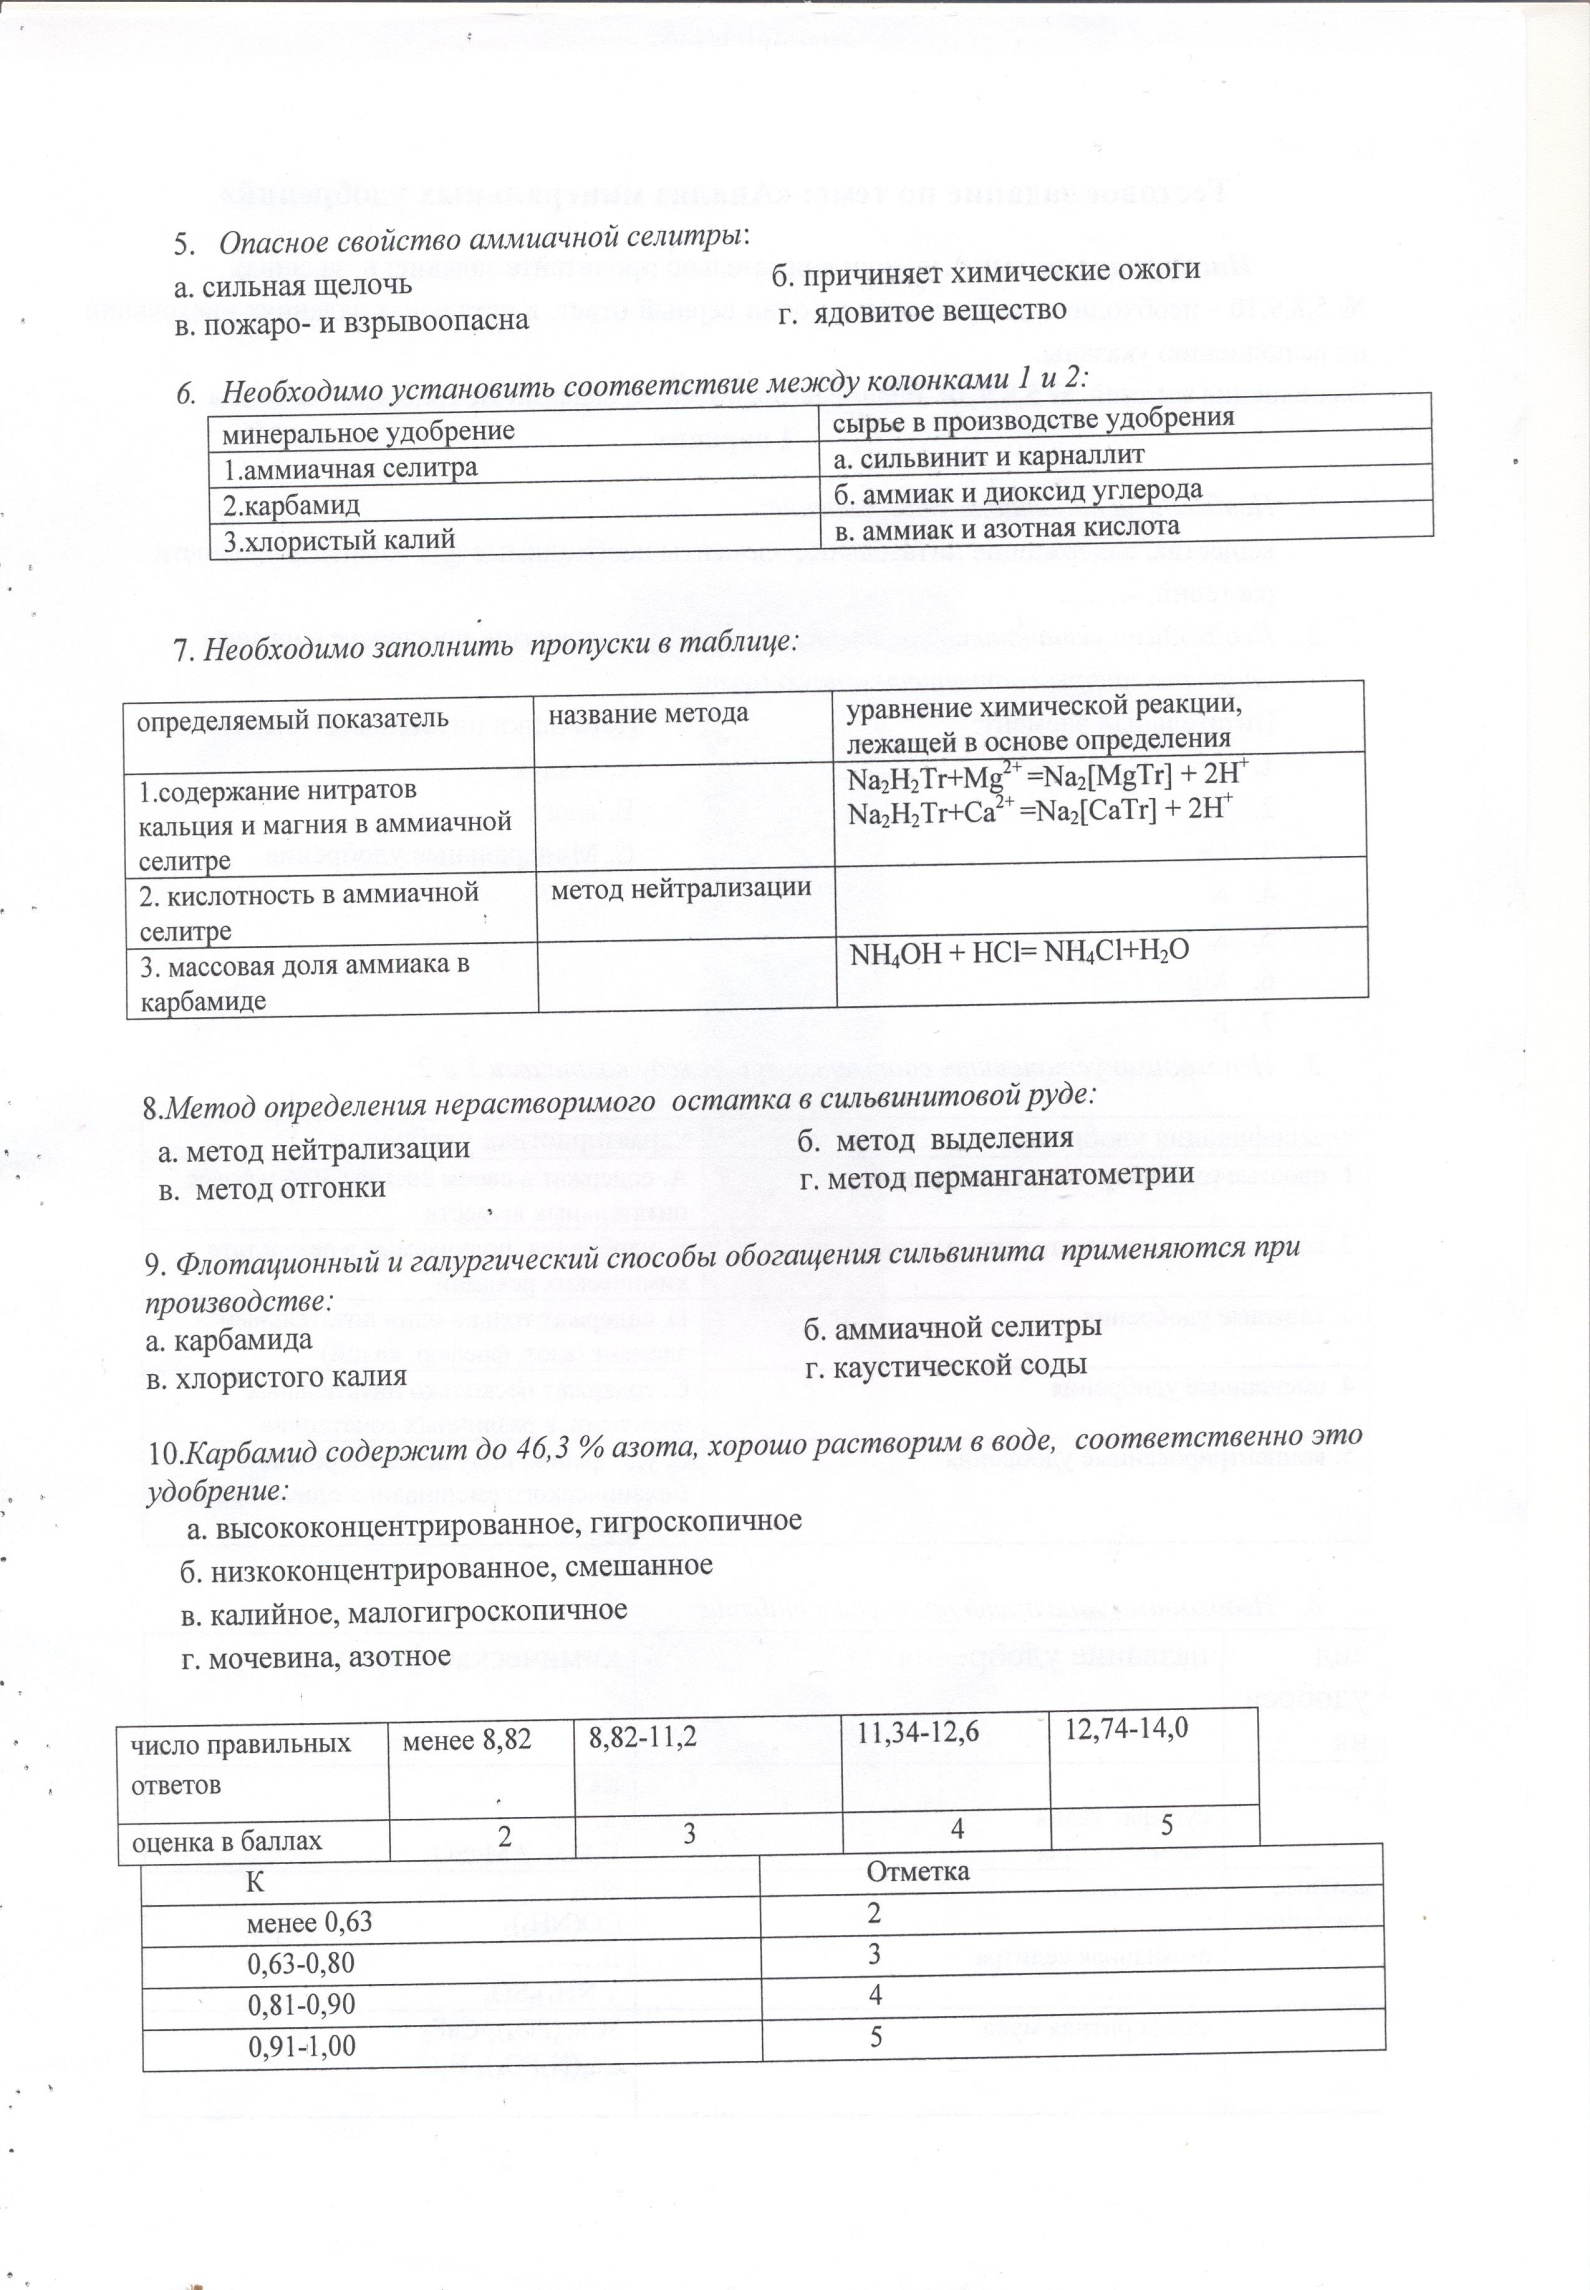 5. Опасное свойство аммиачной селитры:
а. сильная щелочь б. причиняет химические ожоги
в. пожаро- и взрывоопасна г. ядовитое вещество
6. Необходимо установить соответствие между колонками 1 и 2:
минеральное удобрение сырье в производстве удобрения
1.аммиачная селитра а. сильвинит и карналлит
2.карбамид б. аммиак и диоксид углерода
3.хлористый калий в. аммиак и азотная кислота
7. Необходимо заполнить пропуски в таблице:
определяемый показатель название метода уравнение химической реакции,
лежащей в основе определения
1.содержание нитратов Na₂H₂Tr+Mg²⁺ =Na₂[MgTr] + 2H⁺
кальция и магния в аммиачной Na₂H₂Tr+Ca²⁺ =Na₂[CaTr] + 2H⁺
селитре
2. кислотность в аммиачной метод нейтрализации
селитре
3. массовая доля аммиака в NH₄OH + HCl= NH₄Cl+H₂O
карбамиде
8.Метод определения нерастворимого остатка в сильвинитовой руде:
а. метод нейтрализации б. метод выделения
в. метод отгонки г. метод перманганатометрии
9. Флотационный и галургический способы обогащения сильвинита применяются при
производстве:
а. карбамида б. аммиачной селитры
в. хлористого калия г. каустической соды
10.Карбамид содержит до 46,3 % азота, хорошо растворим в воде, соответственно это
удобрение:
а. высококонцентрированное, гигроскопичное
б. низкоконцентрированное, смешанное
в. калийное, малогигроскопичное
г. мочевина, азотное
число правильных менее 8,82 8,82-11,2 11,34-12,6 12,74-14,0
ответов
оценка в баллах 2 3 4 5
К Отметка
менее 0,63 2
0,63-0,80 3
0,81-0,90 4
0,91-1,00 5